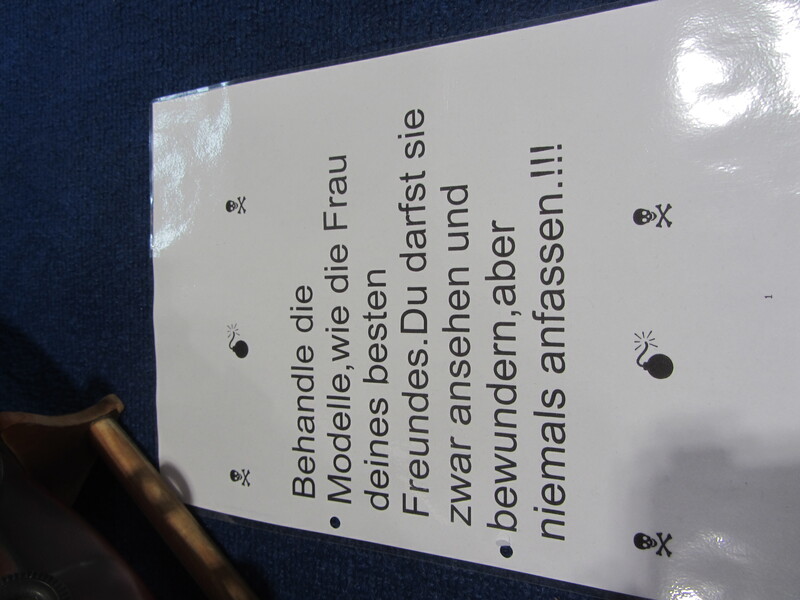 Behandle die
Modelle,wie die Frau
deines besten
Freundes.Du darfst sie
zwar ansehen und
bewundern,aber
niemals anfassen.!!!
1